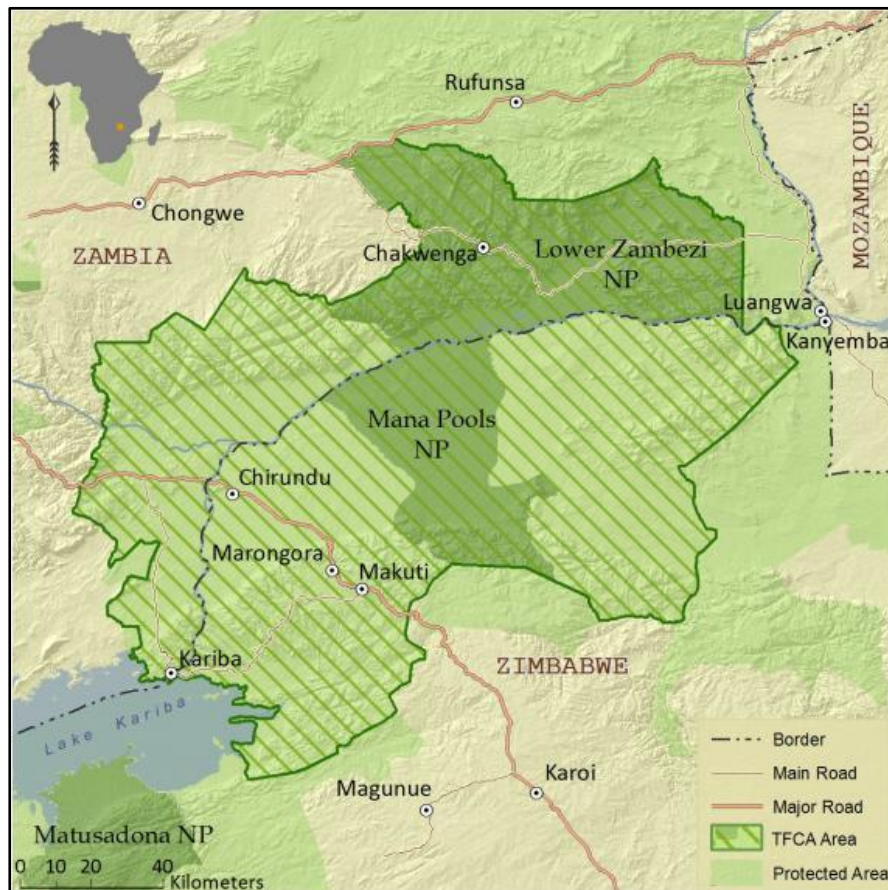 Rufunsa
MOZAMBIQUE
Chongwe
ZAMBIA
Chakwenga
Lower Zambezi
NP
Luangwa
Kanyemba
Mana Pools
NP
Chirundu
Marongora
Makuti
Kariba
ZIMBABWE
Lake Kariba
Magunue
Karoi
Matusadona NP
0 10 20 40
Kilometers
Border
Main Road
Major Road
TFCA Area
Protected Area